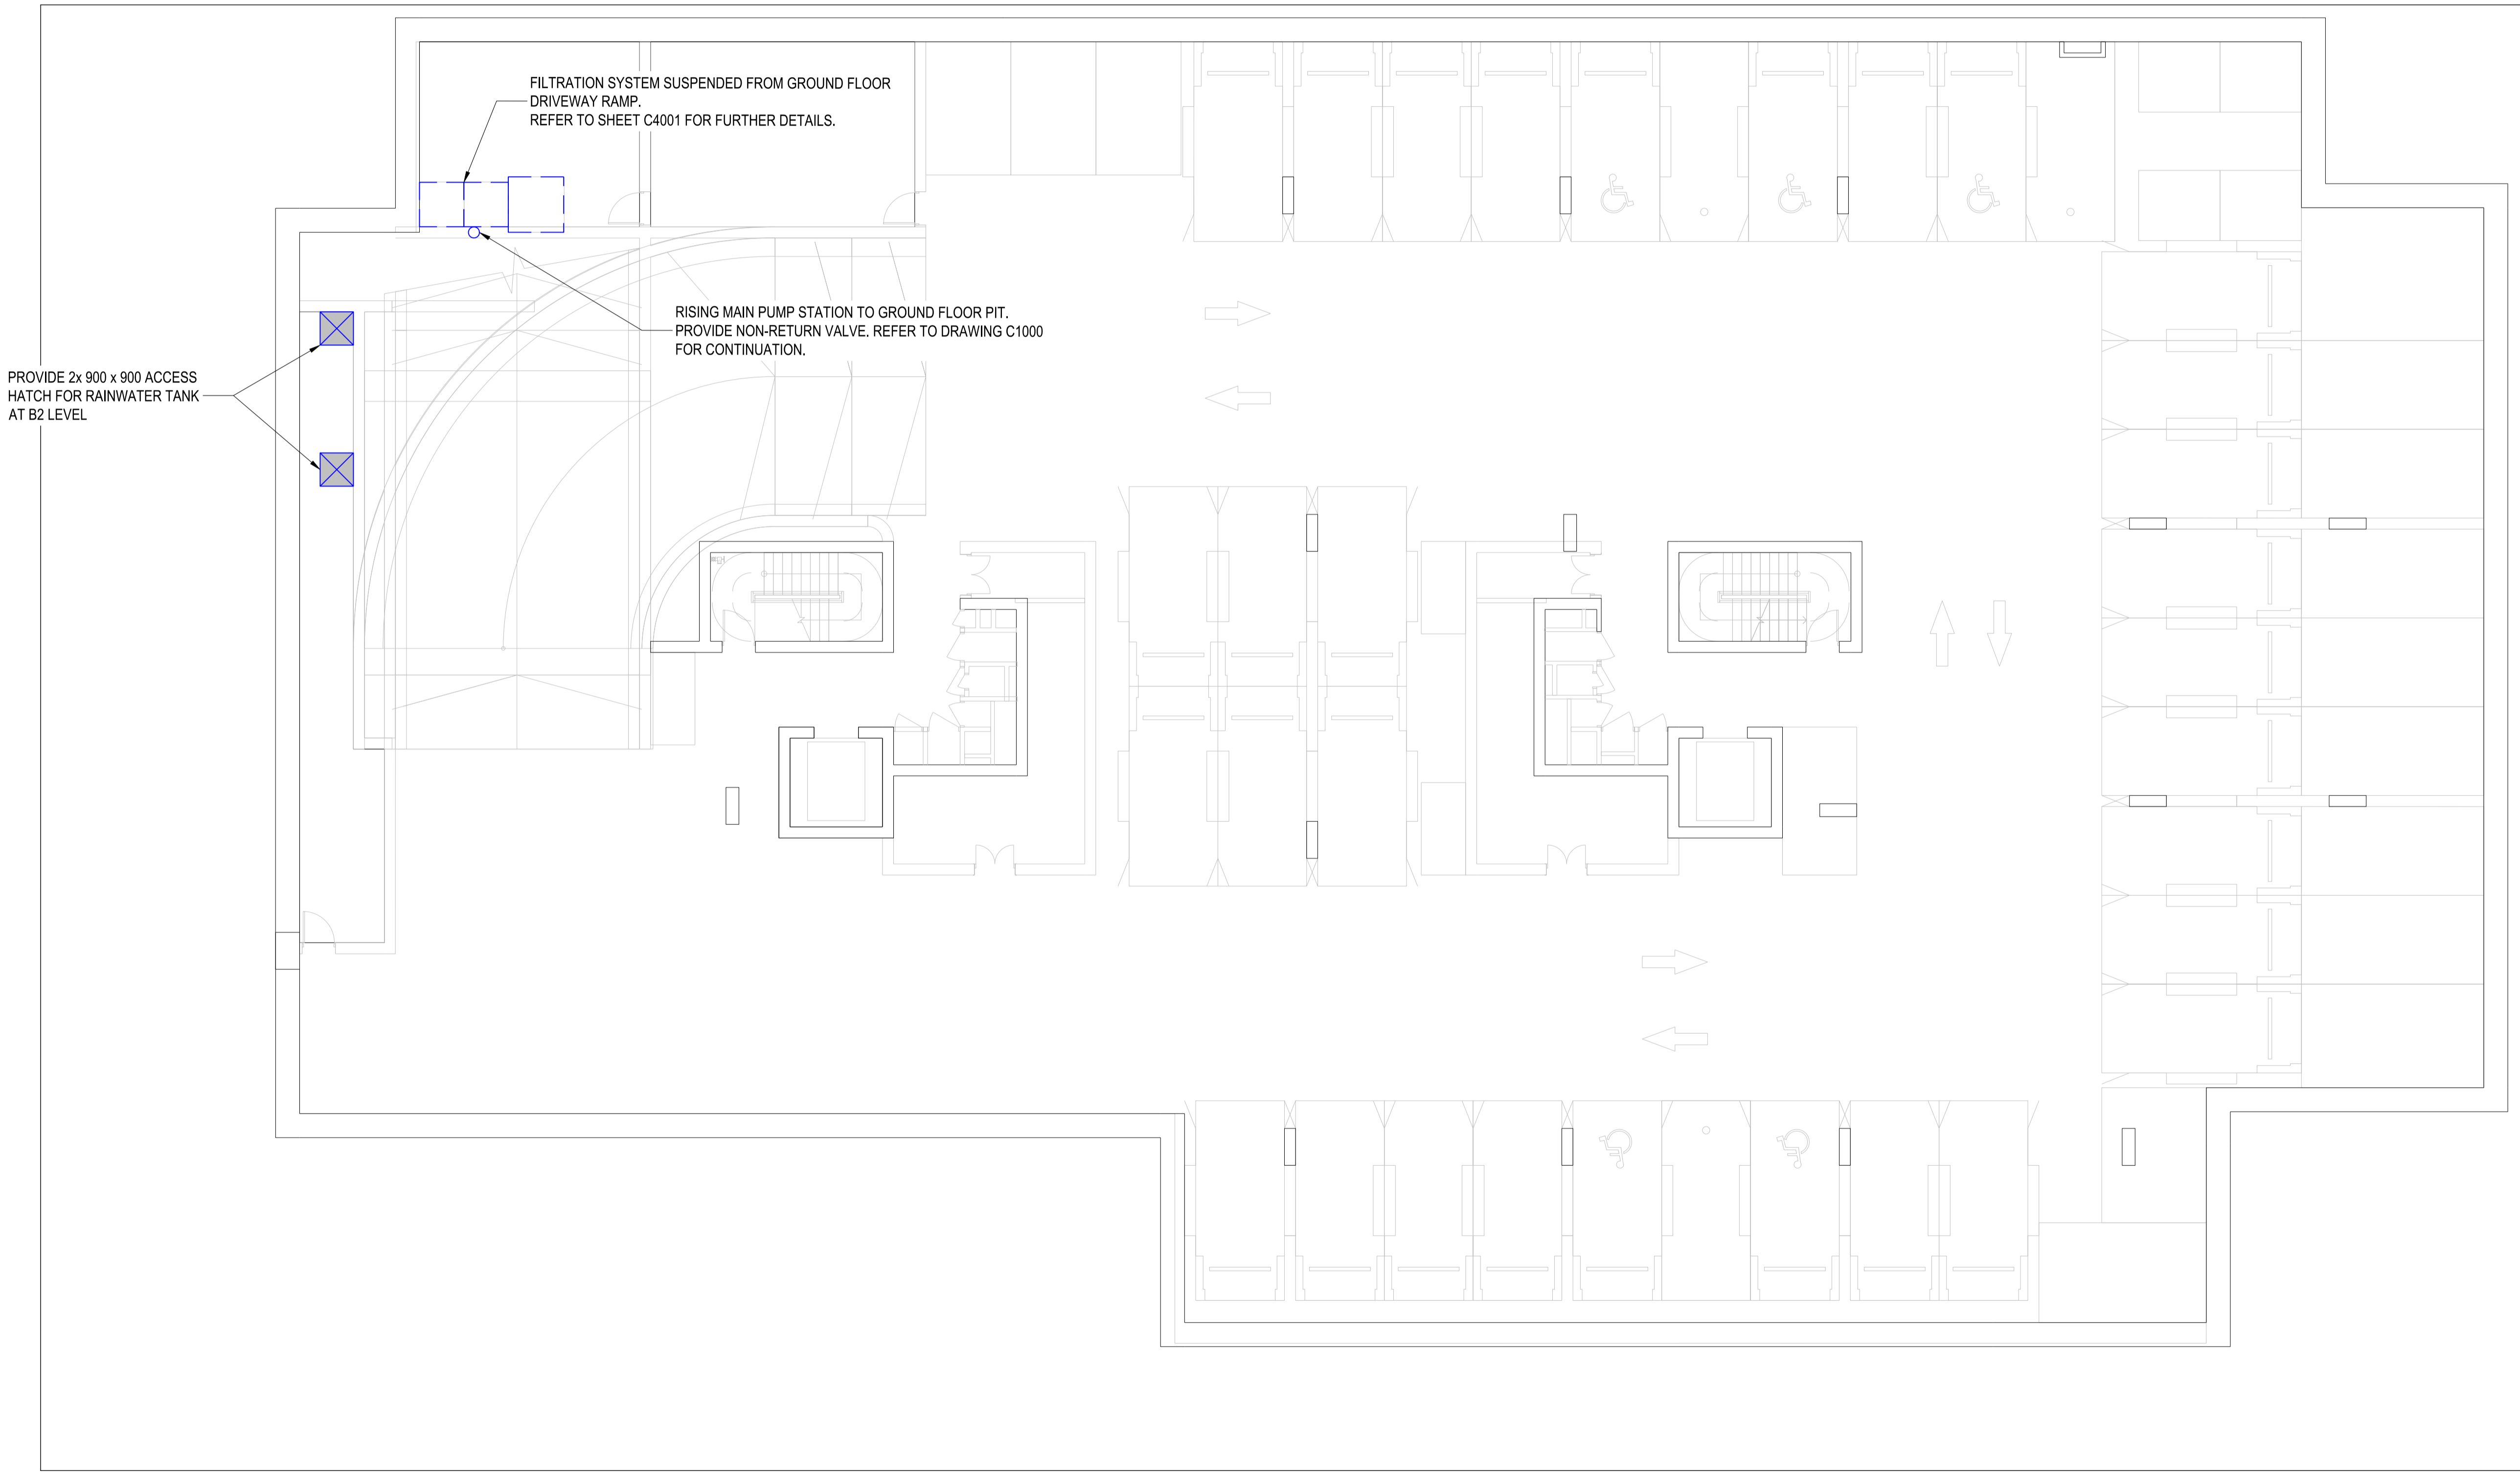 FILTRATION SYSTEM SUSPENDED FROM GROUND FLOOR
DRIVEWAY RAMP.
REFER TO SHEET C4001 FOR FURTHER DETAILS.
RISING MAIN PUMP STATION TO GROUND FLOOR PIT.
PROVIDE NON-RETURN VALVE. REFER TO DRAWING C1000
FOR CONTINUATION.
PROVIDE 2x 900 x 900 ACCESS
HATCH FOR RAINWATER TANK
AT B2 LEVEL